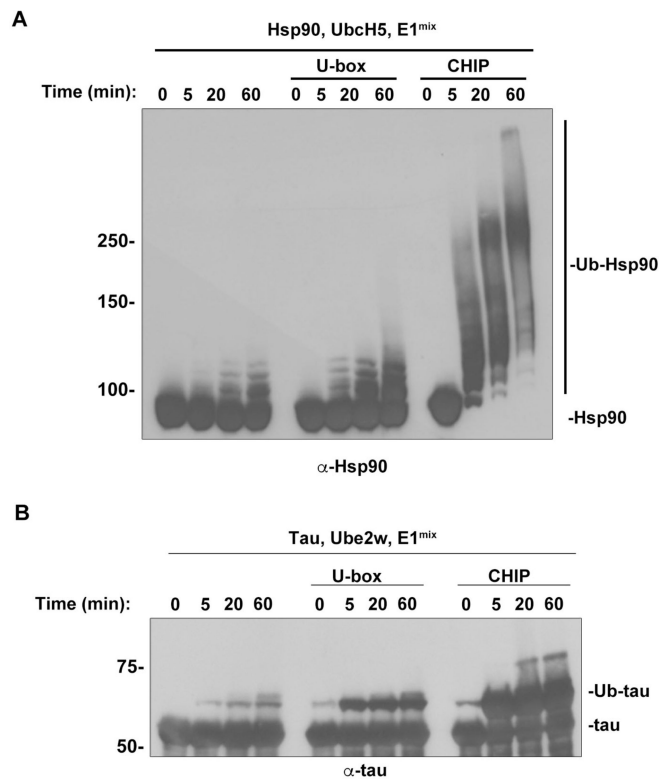 A
Hsp90, UbcH5, E1mix
U-box CHIP
Time (min): 0 5 20 60 0 5 20 60 0 5 20 60
250-
150-
100-
-Ub-Hsp90
-Hsp90
α-Hsp90
B
Tau, Ube2w, E1mix
U-box CHIP
Time (min): 0 5 20 60 0 5 20 60 0 5 20 60
75-
50-
-Ub-tau
-tau
α-tau